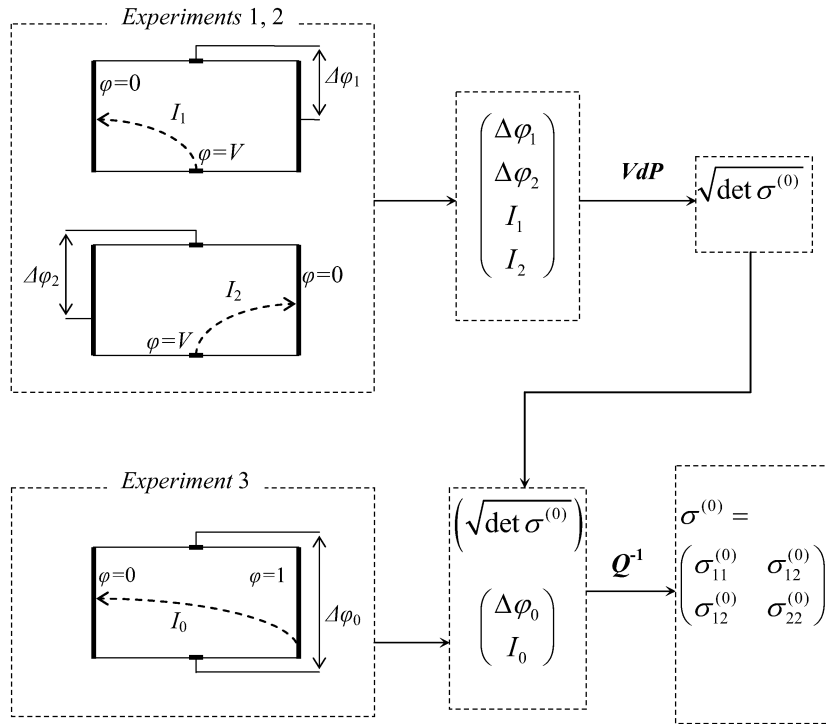 Experiments 1, 2
φ=0
Δφ₁
I₁
φ=V
Δφ₂
φ=0
I₂
φ=V
Δφ₁
Δφ₂
I₁
I₂
VdP
√det σ⁽⁰⁾
Experiment 3
φ=0
φ=1
I₀
Δφ₀
(√det σ⁽⁰⁾)
Δφ₀
I₀
Q⁻¹
σ⁽⁰⁾ =
σ₁₁⁽⁰⁾ σ₁₂⁽⁰⁾
σ₁₂⁽⁰⁾ σ₂₂⁽⁰⁾